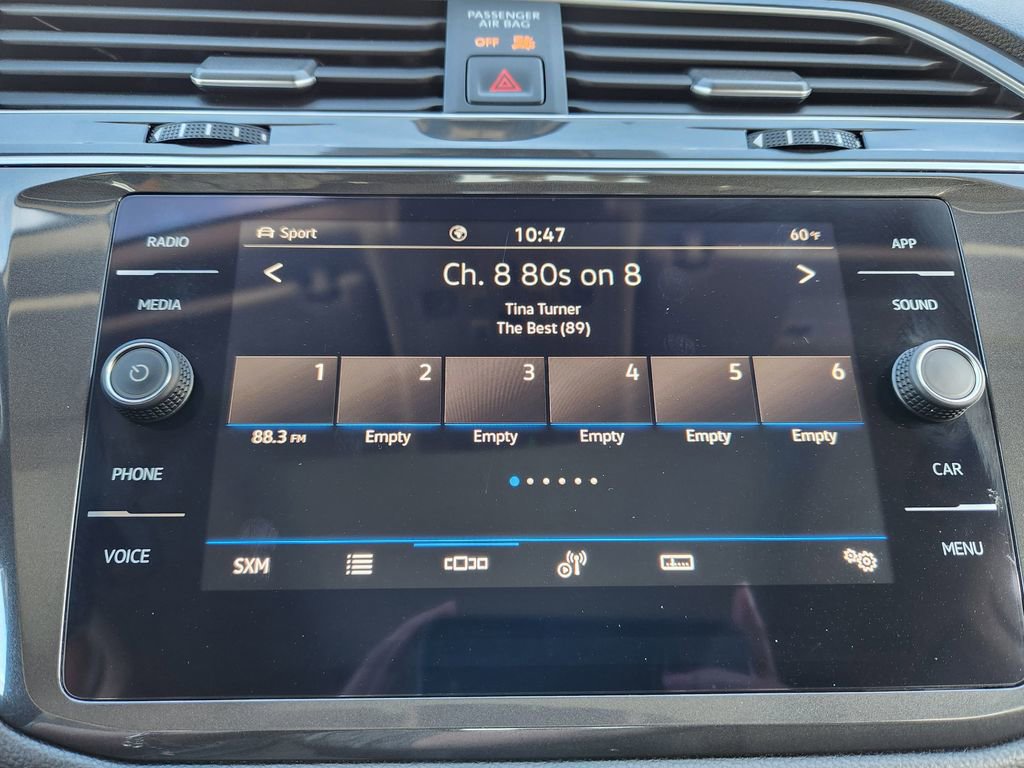 PASSENGER
AIR BAG
OFF
RADIO
MEDIA
PHONE
VOICE
Sport
10:47
60°F
< Ch. 8 80s on 8 >
Tina Turner
The Best (89)
1 2 3 4 5 6
88.3 FM Empty Empty Empty Empty Empty
SXM
APP
SOUND
CAR
MENU